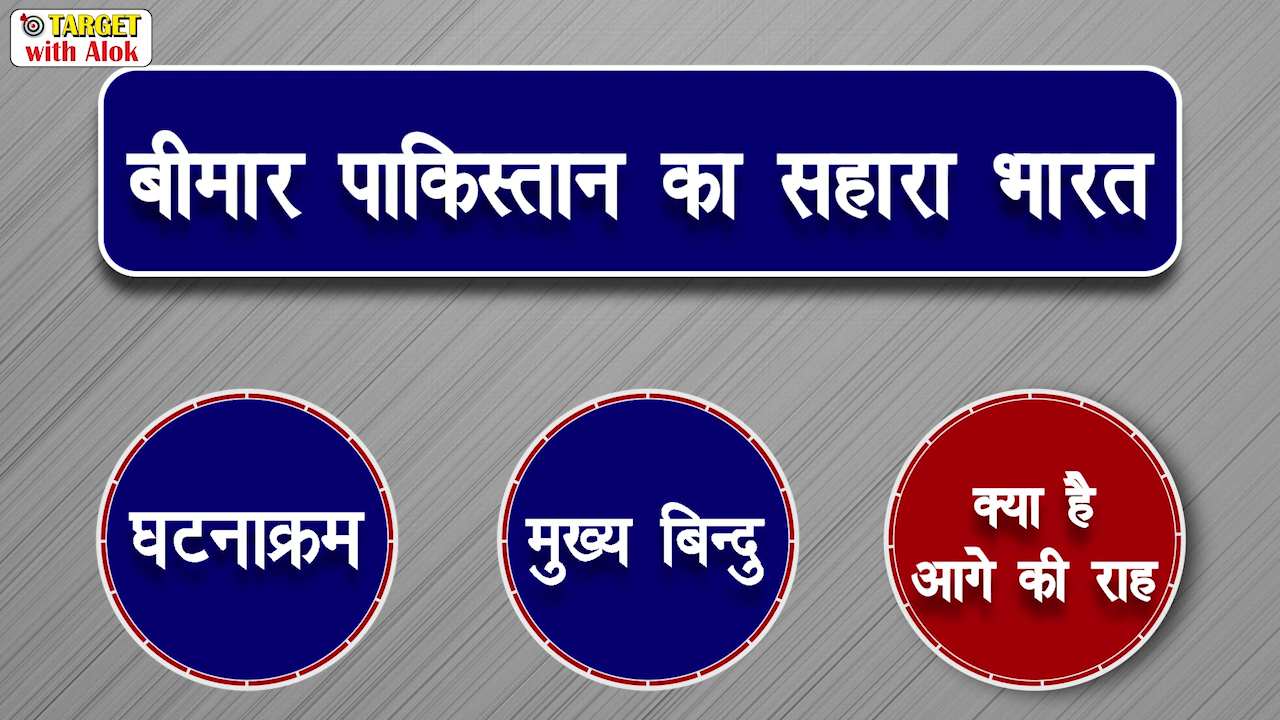 TARGET
with Alok
बीमार पाकिस्तान का सहारा भारत
घटनाक्रम
मुख्य बिन्दु
क्या है
आगे की राह